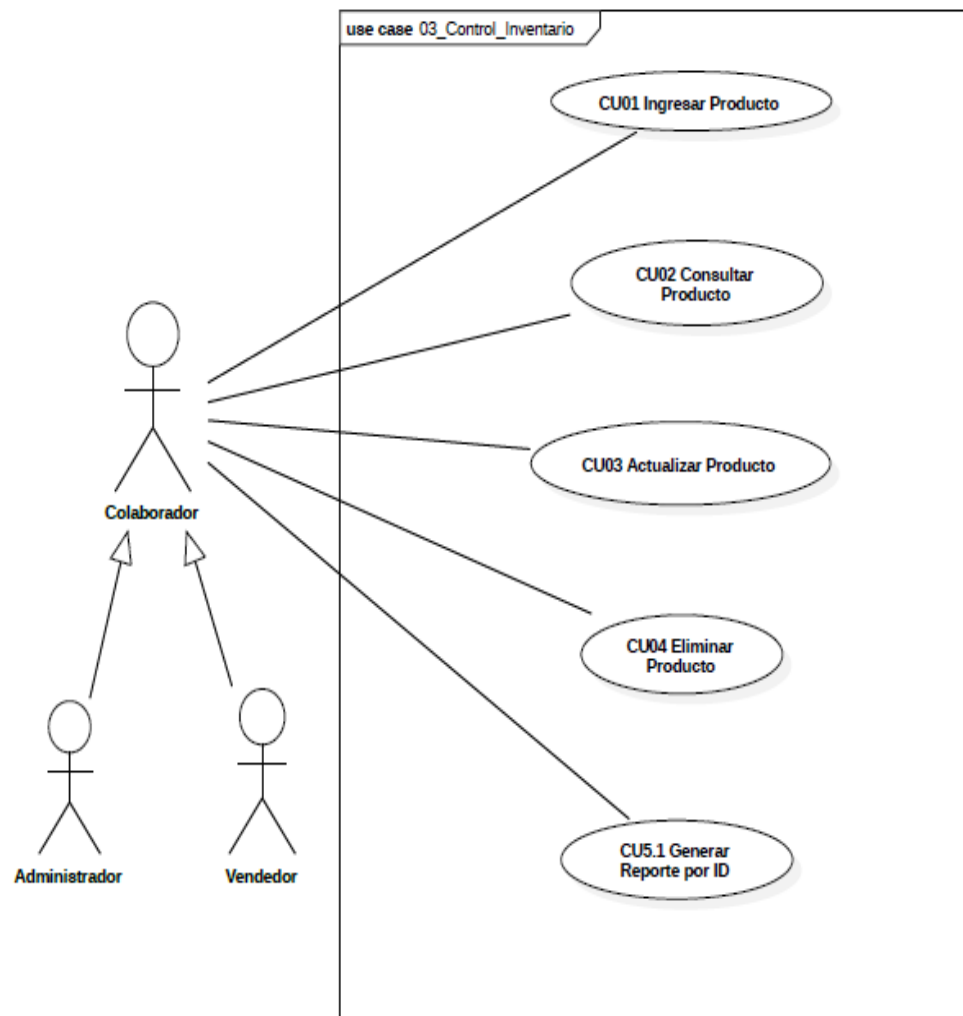 use case 03_Control_Inventario
CU01 Ingresar Producto
CU02 Consultar
Producto
CU03 Actualizar Producto
Colaborador
CU04 Eliminar
Producto
CU5.1 Generar
Reporte por ID
Administrador
Vendedor